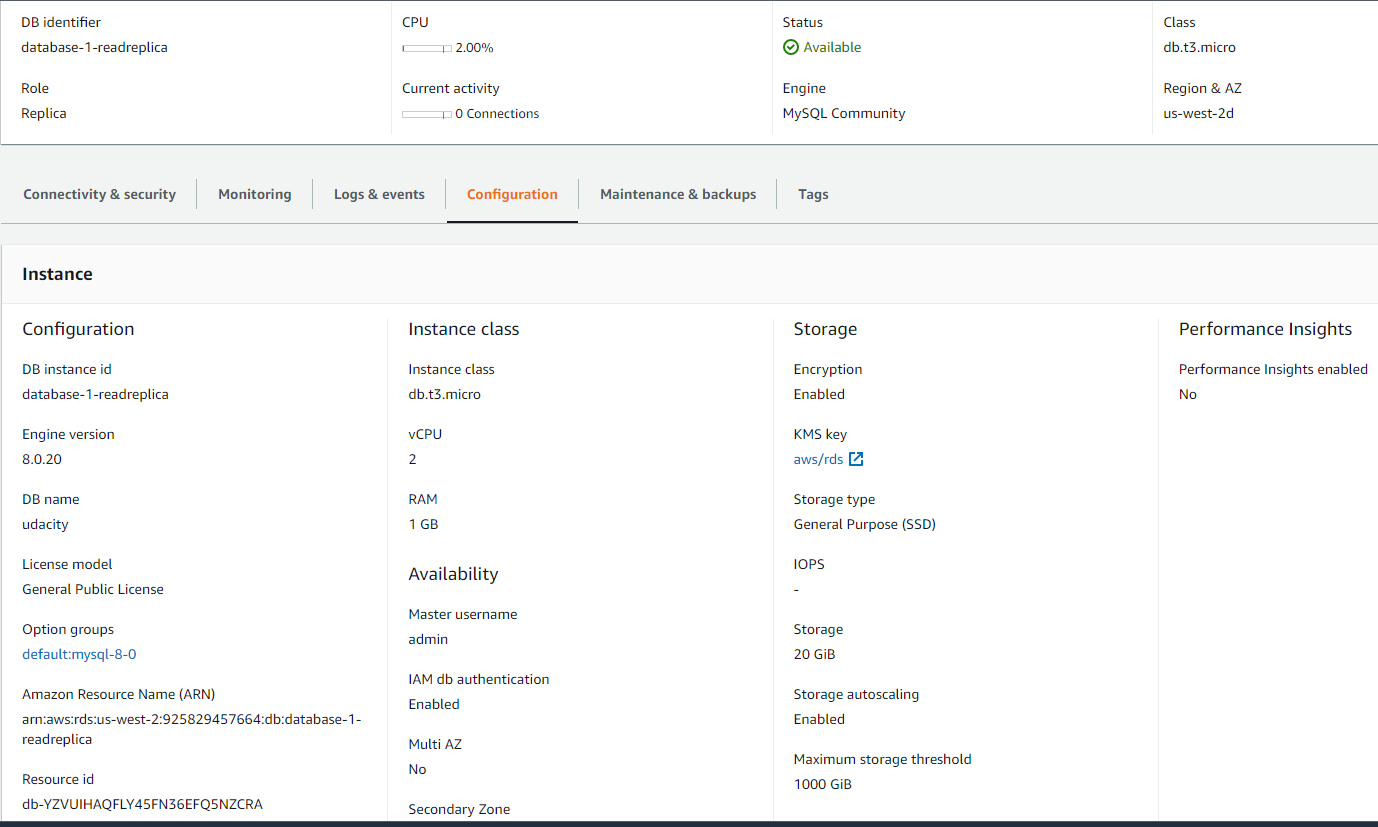 DB identifier
database-1-readreplica
CPU
2.00%
Status
Available
Class
db.t3.micro
Role
Replica
Current activity
0 Connections
Engine
MySQL Community
Region & AZ
us-west-2d
Connectivity & security
Monitoring
Logs & events
Configuration
Maintenance & backups
Tags
Instance
Configuration
DB instance id
database-1-readreplica
Engine version
8.0.20
DB name
udacity
License model
General Public License
Option groups
default:mysql-8-0
Amazon Resource Name (ARN)
arn:aws:rds:us-west-2:925829457664:db:database-1-
readreplica
Resource id
db-YZVUIHAQFLY45FN36EFQ5NZCRA
Instance class
Instance class
db.t3.micro
vCPU
2
RAM
1 GB
Availability
Master username
admin
IAM db authentication
Enabled
Multi AZ
No
Secondary Zone
Storage
Encryption
Enabled
KMS key
aws/rds
Storage type
General Purpose (SSD)
IOPS
-
Storage
20 GiB
Storage autoscaling
Enabled
Maximum storage threshold
1000 GiB
Performance Insights
Performance Insights enabled
No